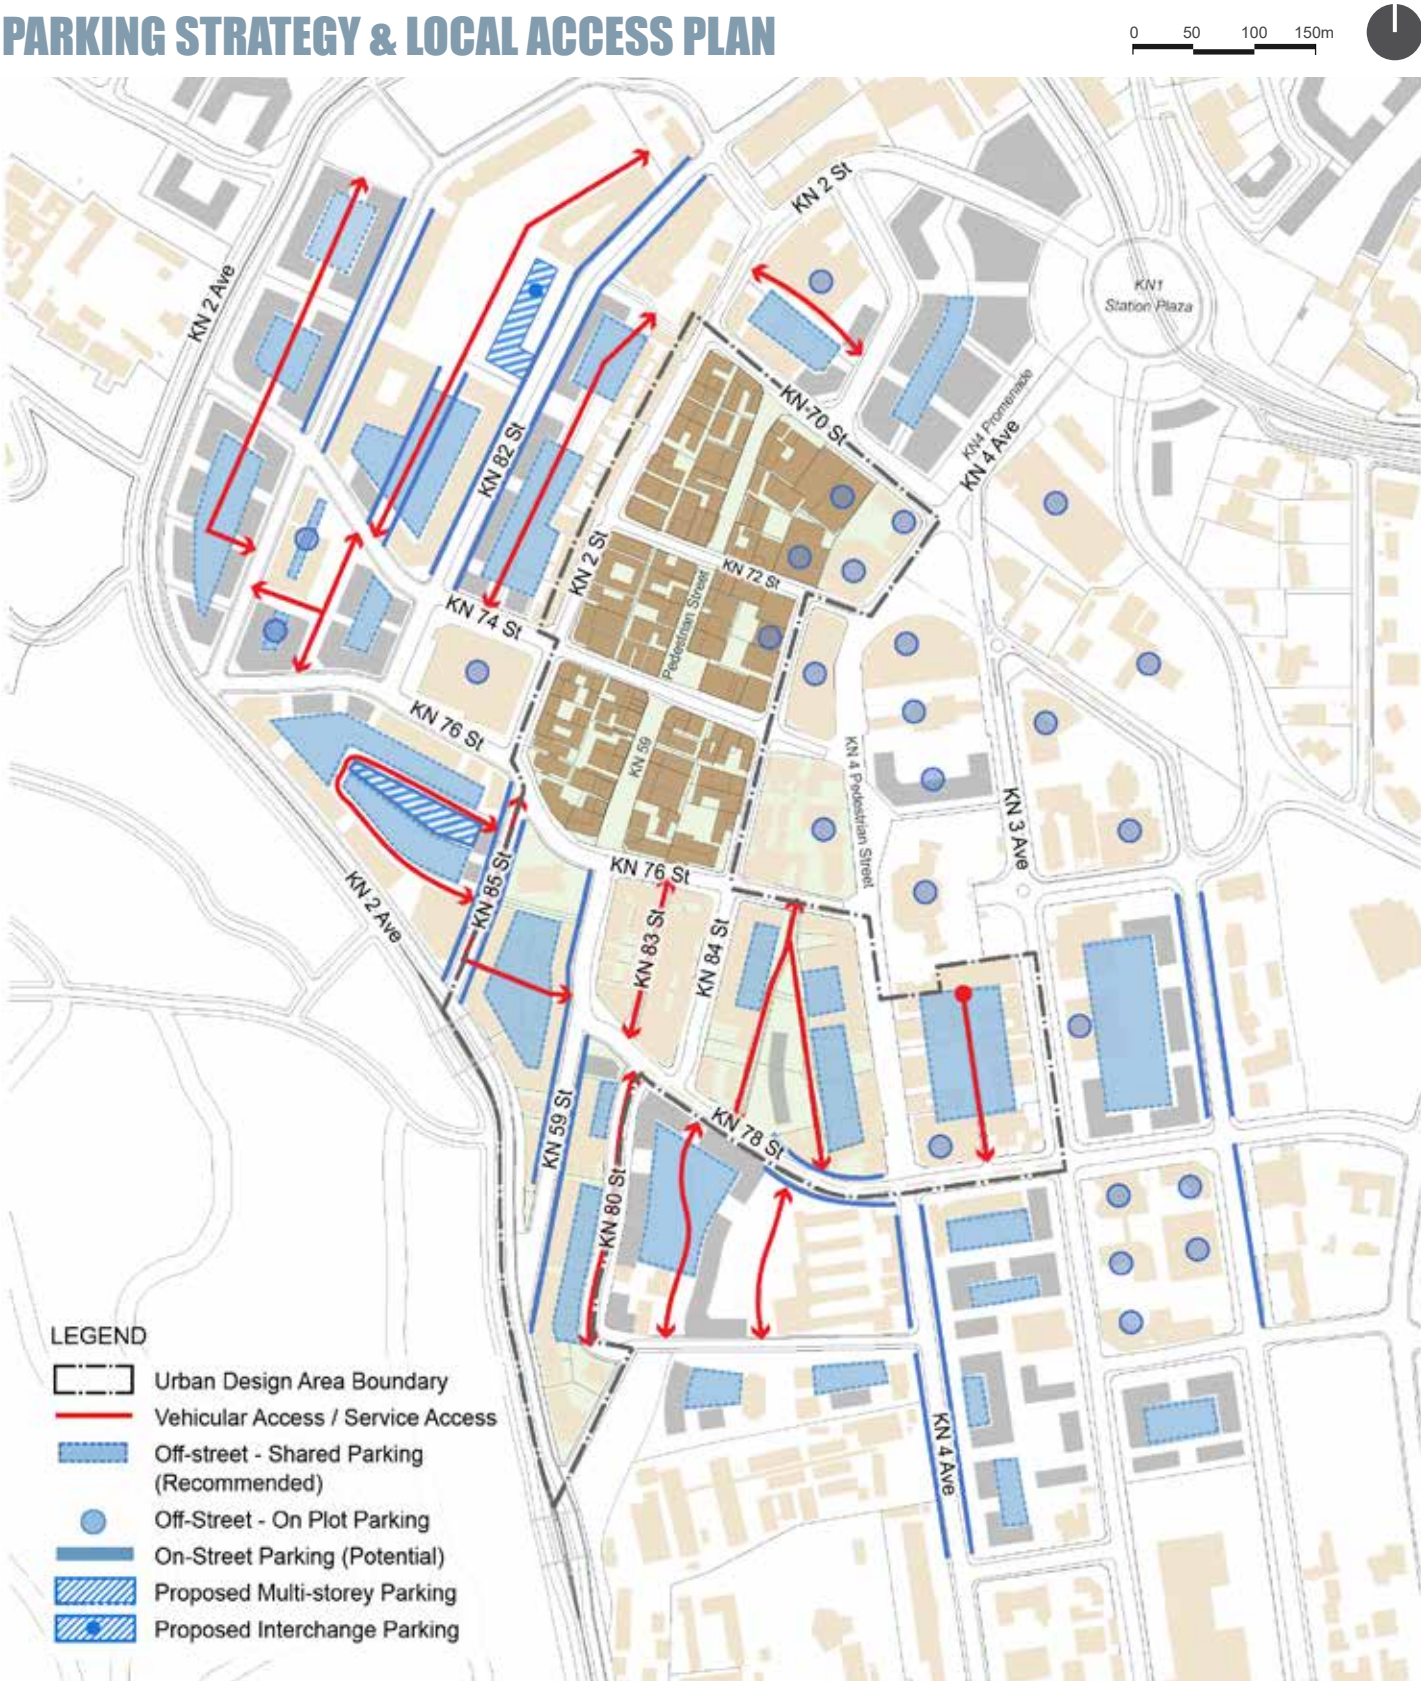 PARKING STRATEGY & LOCAL ACCESS PLAN
0 50 100 150m
KN 2 St
KN 2 Ave
KN1
Station Plaza
KN4 Promenade
KN 4 Ave
KN 70 St
KN 82 St
KN 2 St
KN 72 St
Pedestrian Street
KN 74 St
KN 76 St
KN 59
KN 4 Pedestrian Street
KN 3 Ave
KN 85 St
KN 76 St
KN 2 Ave
KN 83 St
KN 84 St
KN 59 St
KN 78 St
KN 80 St
KN 4 Ave
LEGEND
Urban Design Area Boundary
Vehicular Access / Service Access
Off-street - Shared Parking
(Recommended)
Off-Street - On Plot Parking
On-Street Parking (Potential)
Proposed Multi-storey Parking
Proposed Interchange Parking